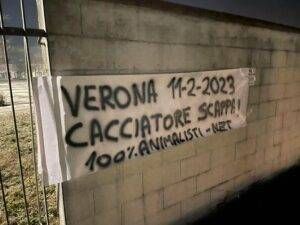 VERONA 11-2-2023
CACCIATORE SCAPPA!
100%ANIMALISTI-NET